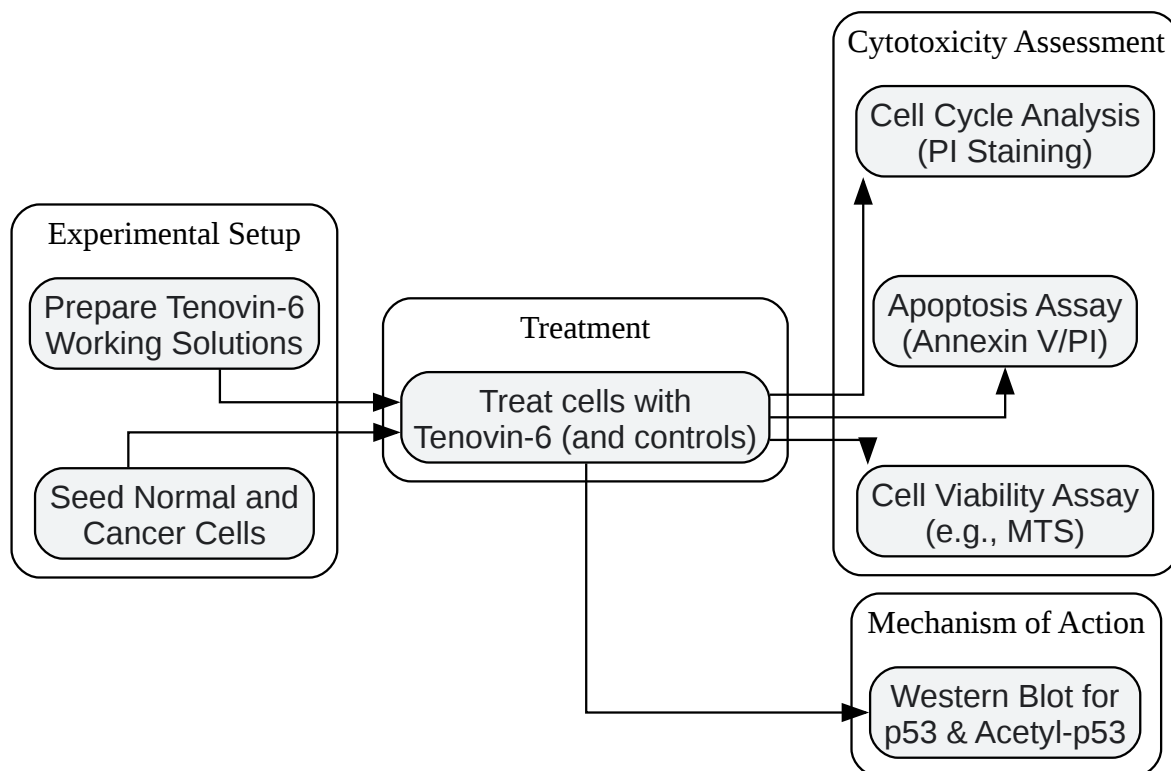 Experimental Setup
Prepare Tenovin-6
Working Solutions
Seed Normal and
Cancer Cells
Treatment
Treat cells with
Tenovin-6 (and controls)
Cytotoxicity Assessment
Cell Cycle Analysis
(PI Staining)
Apoptosis Assay
(Annexin V/PI)
Cell Viability Assay
(e.g., MTS)
Mechanism of Action
Western Blot for
p53 & Acetyl-p53